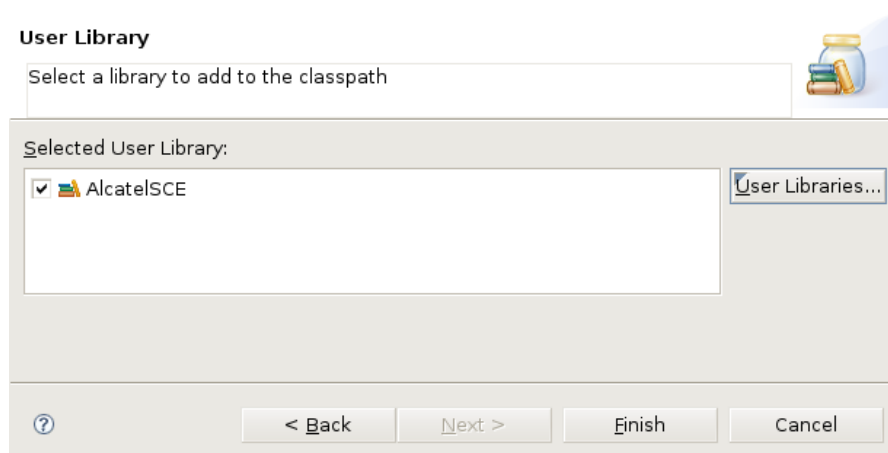 User Library
Select a library to add to the classpath
Selected User Library:
AlcatelSCE
User Libraries...
< Back
Next >
Finish
Cancel